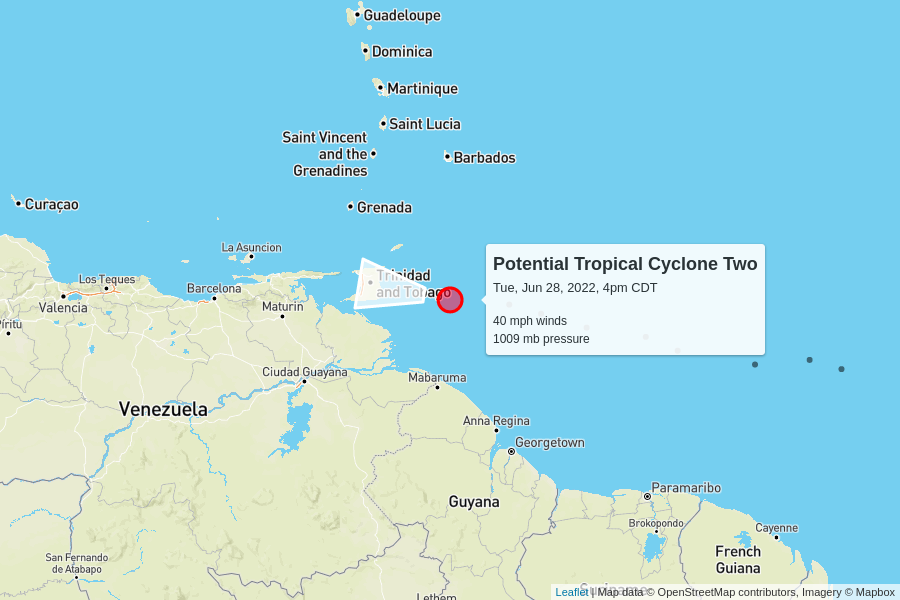 Guadeloupe
Dominica
Martinique
Saint Lucia
Saint Vincent
and the
Grenadines
Barbados
Curaçao
Grenada
La Asuncion
Trinidad
and Tobago
Los Teques
Barcelona
Valencia
Maturin
Píritu
Potential Tropical Cyclone Two
Tue, Jun 28, 2022, 4pm CDT
40 mph winds
1009 mb pressure
Ciudad Guayana
Mabaruma
Venezuela
Anna Regina
Georgetown
Guyana
Paramaribo
Brokopondo
Cayenne
French
Guiana
San Fernando
de Atabapo
Lethem
Suriname
Leaflet | Map data © OpenStreetMap contributors, Imagery © Mapbox